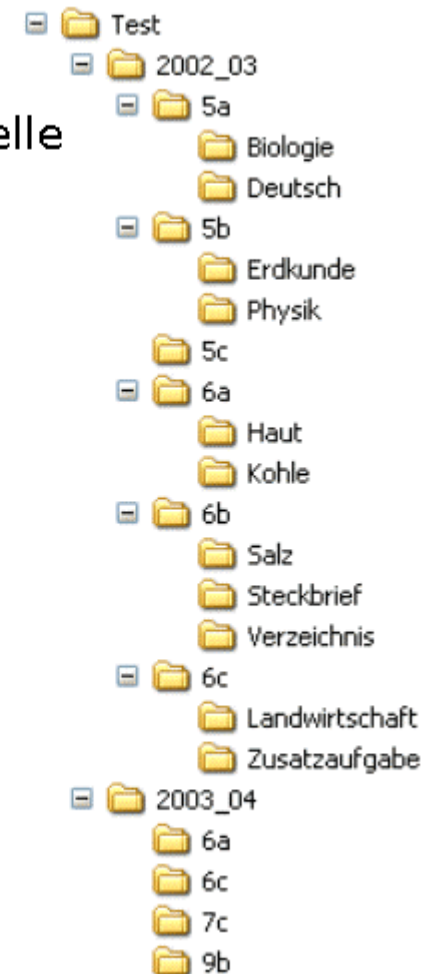 Test
2002_03
5a
elle
Biologie
Deutsch
5b
Erdkunde
Physik
5c
6a
Haut
Kohle
6b
Salz
Steckbrief
Verzeichnis
6c
Landwirtschaft
Zusatzaufgabe
2003_04
6a
6c
7c
9b